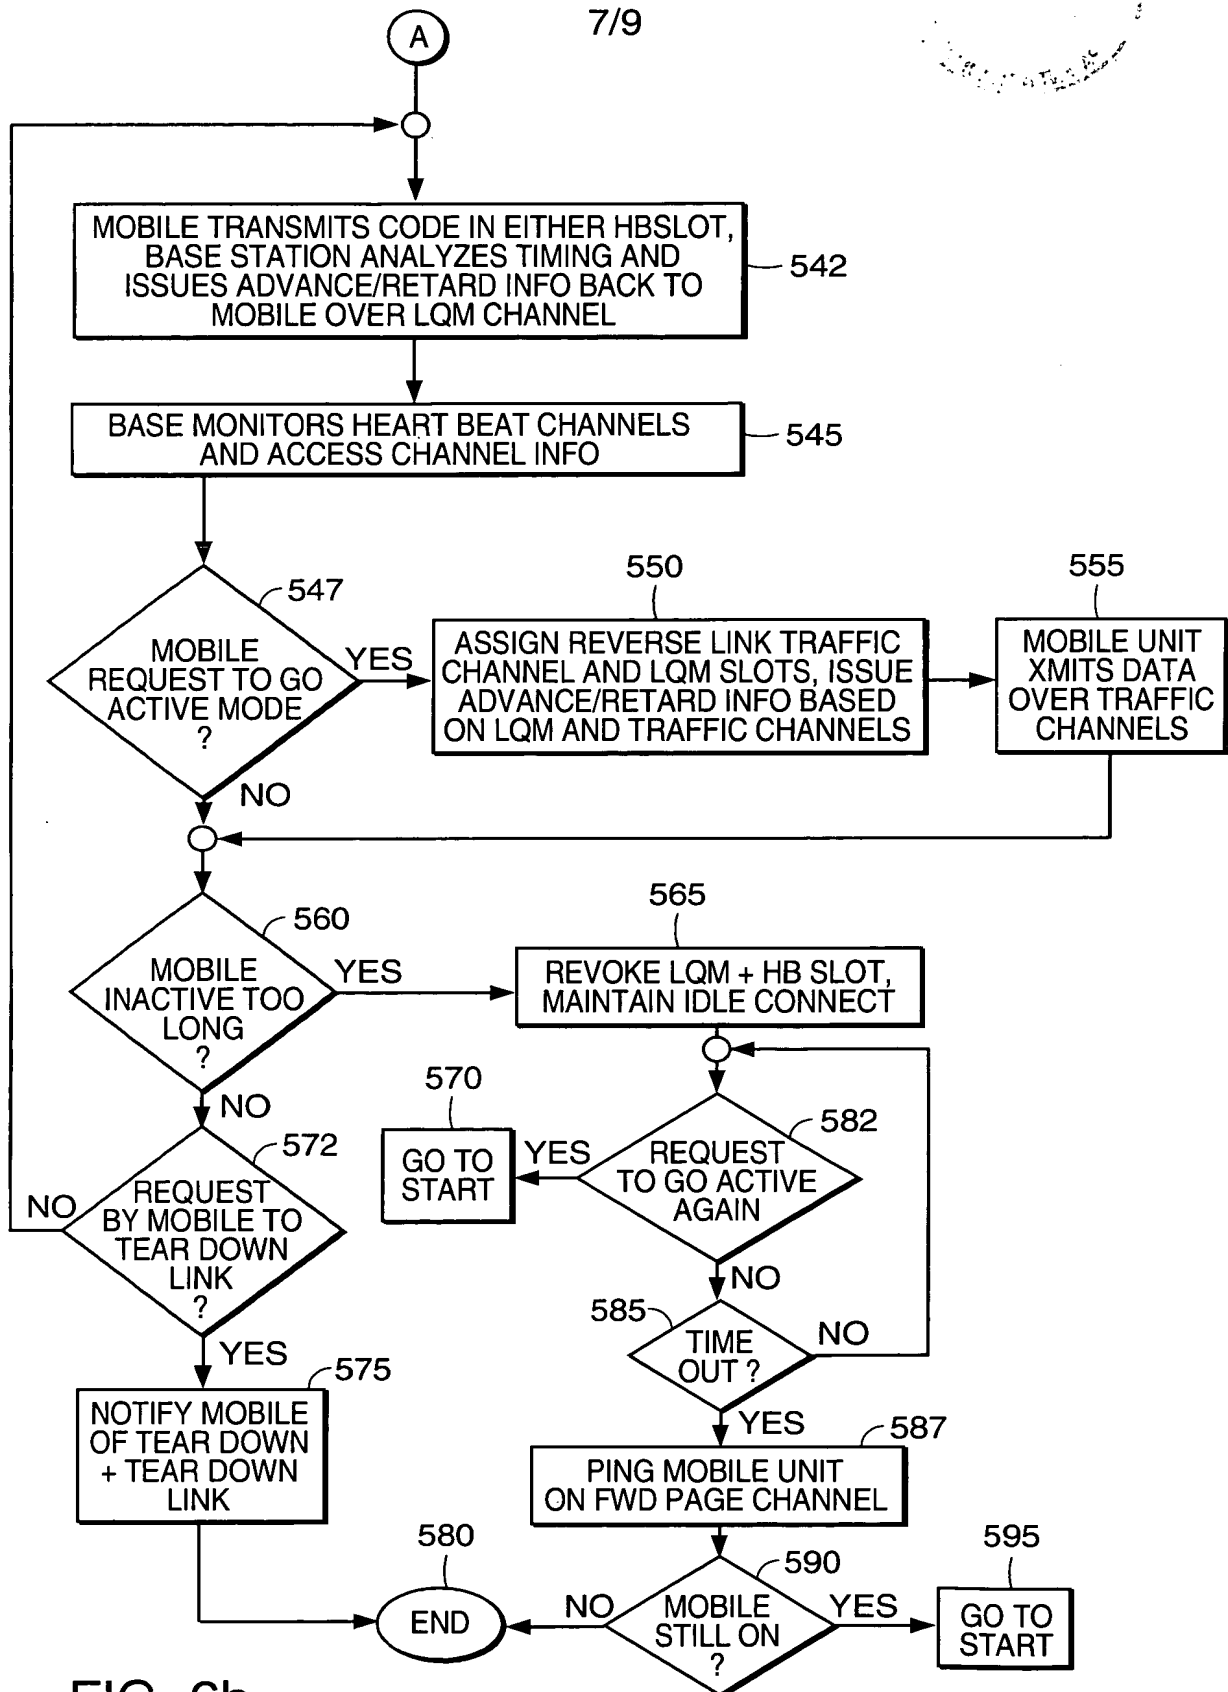 7/9
A
MOBILE TRANSMITS CODE IN EITHER HBSLOT,
BASE STATION ANALYZES TIMING AND
ISSUES ADVANCE/RETARD INFO BACK TO
MOBILE OVER LQM CHANNEL
542
BASE MONITORS HEART BEAT CHANNELS
AND ACCESS CHANNEL INFO
545
547
MOBILE
REQUEST TO GO
ACTIVE MODE
?
YES
NO
550
ASSIGN REVERSE LINK TRAFFIC
CHANNEL AND LQM SLOTS, ISSUE
ADVANCE/RETARD INFO BASED
ON LQM AND TRAFFIC CHANNELS
555
MOBILE UNIT
XMITS DATA
OVER TRAFFIC
CHANNELS
560
MOBILE
INACTIVE TOO
LONG
?
YES
NO
565
REVOKE LQM + HB SLOT,
MAINTAIN IDLE CONNECT
570
GO TO
START
YES
582
REQUEST
TO GO ACTIVE
AGAIN
NO
572
REQUEST
BY MOBILE TO
TEAR DOWN
LINK
?
NO
YES
585
TIME
OUT ?
NO
YES
575
NOTIFY MOBILE
OF TEAR DOWN
+ TEAR DOWN
LINK
587
PING MOBILE UNIT
ON FWD PAGE CHANNEL
580
END
NO
590
MOBILE
STILL ON
?
YES
595
GO TO
START
FIG. 6b